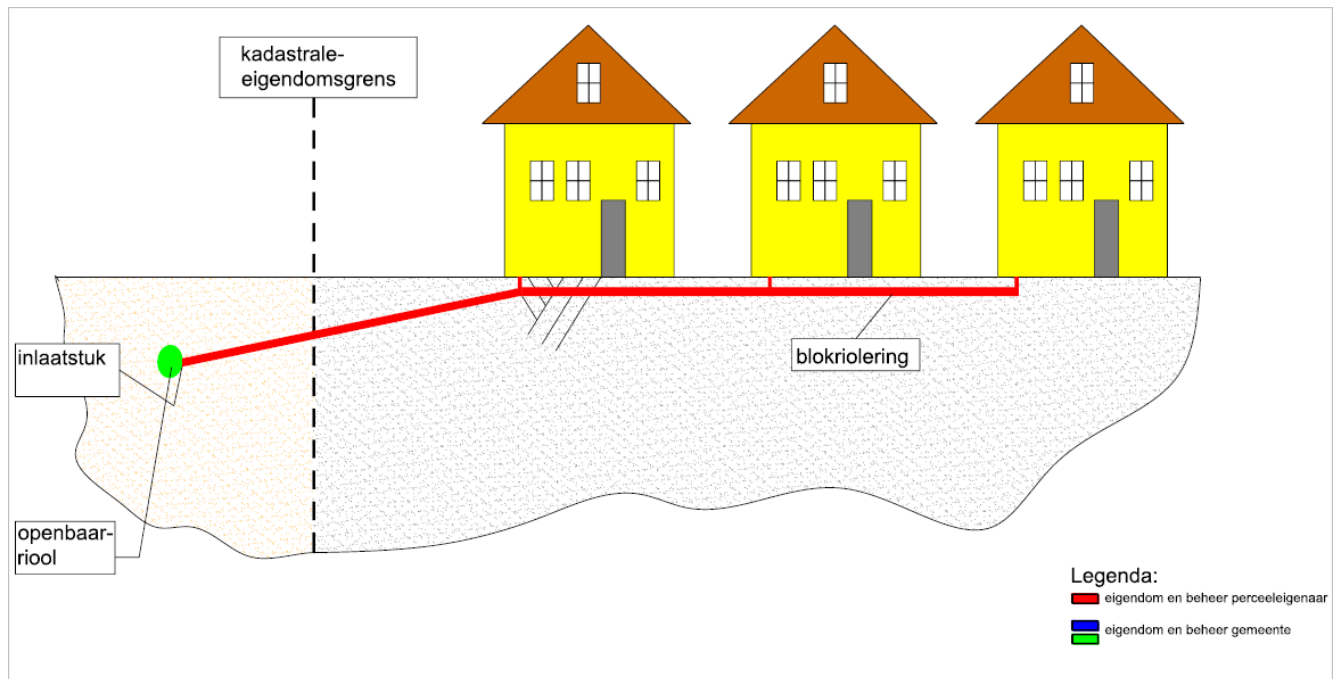 kadastrale-
eigendomsgrens
inlaatstuk
blokriolering
openbaar-
riool
Legenda:
eigendom en beheer perceeleigenaar
eigendom en beheer gemeente